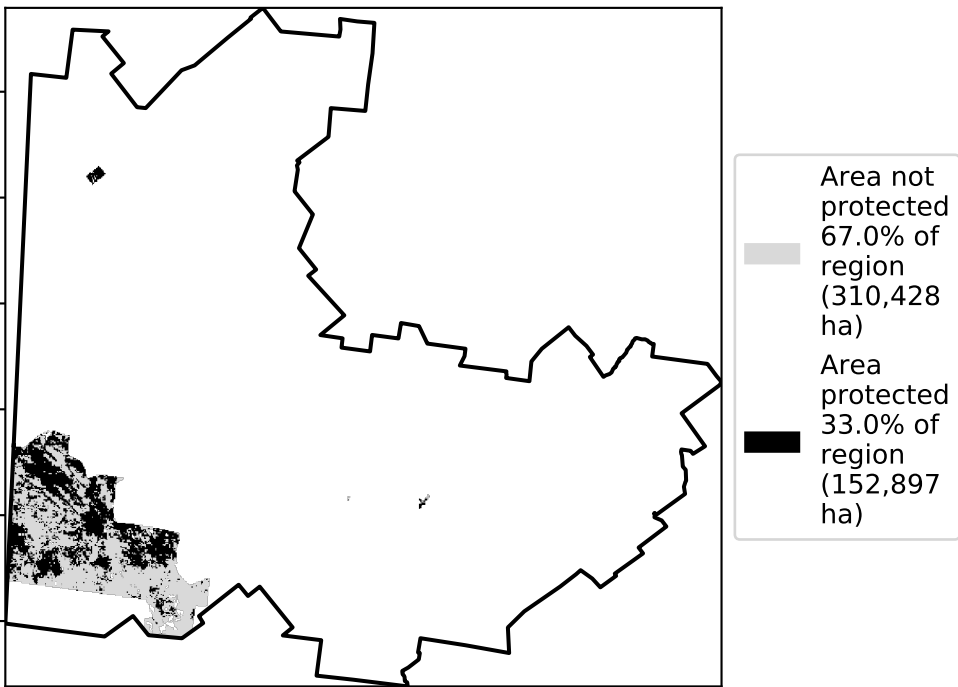 Area not
protected
67.0% of
region
(310,428
ha)
Area
protected
33.0% of
region
(152,897
ha)